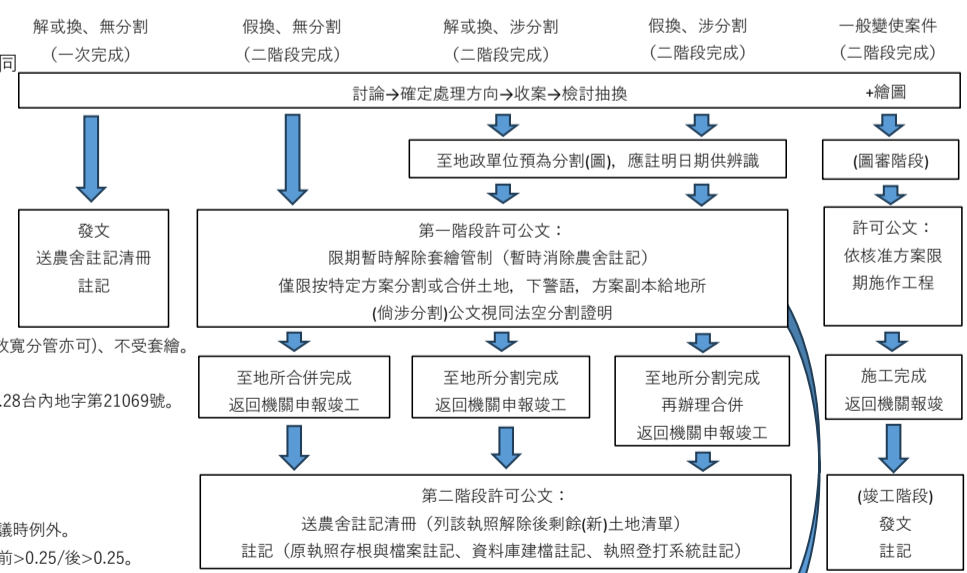 解或換、無分割
(一次完成)
假換、無分割
(二階段完成)
解或換、涉分割
(二階段完成)
假換、涉分割
(二階段完成)
一般變使案件
(二階段完成)
同
討論→確定處理方向→收案→檢討抽換
+繪圖
至地政單位預為分割(圖)，應註明日期供辨識
(圖審階段)
發文
送農舍註記清冊
註記
第一階段許可公文：
限期暫時解除套繪管制（暫時消除農舍註記）
僅限按特定方案分割或合併土地，下警語，方案副本給地所
(倘涉分割)公文視同法空分割證明
許可公文：
依核准方案限
期施作工程
放寬分管亦可)、不受套繪。
.28台內地字第21069號。
至地所合併完成
返回機關申報竣工
至地所分割完成
返回機關申報竣工
至地所分割完成
再辦理合併
返回機關申報竣工
施工完成
返回機關報竣
第二階段許可公文：
送農舍註記清冊（列該執照解除後剩餘(新)土地清單）
註記（原執照存根與檔案註記、資料庫建檔註記、執照登打系統註記）
(竣工階段)
發文
註記
議時例外。
前>0.25/後>0.25。